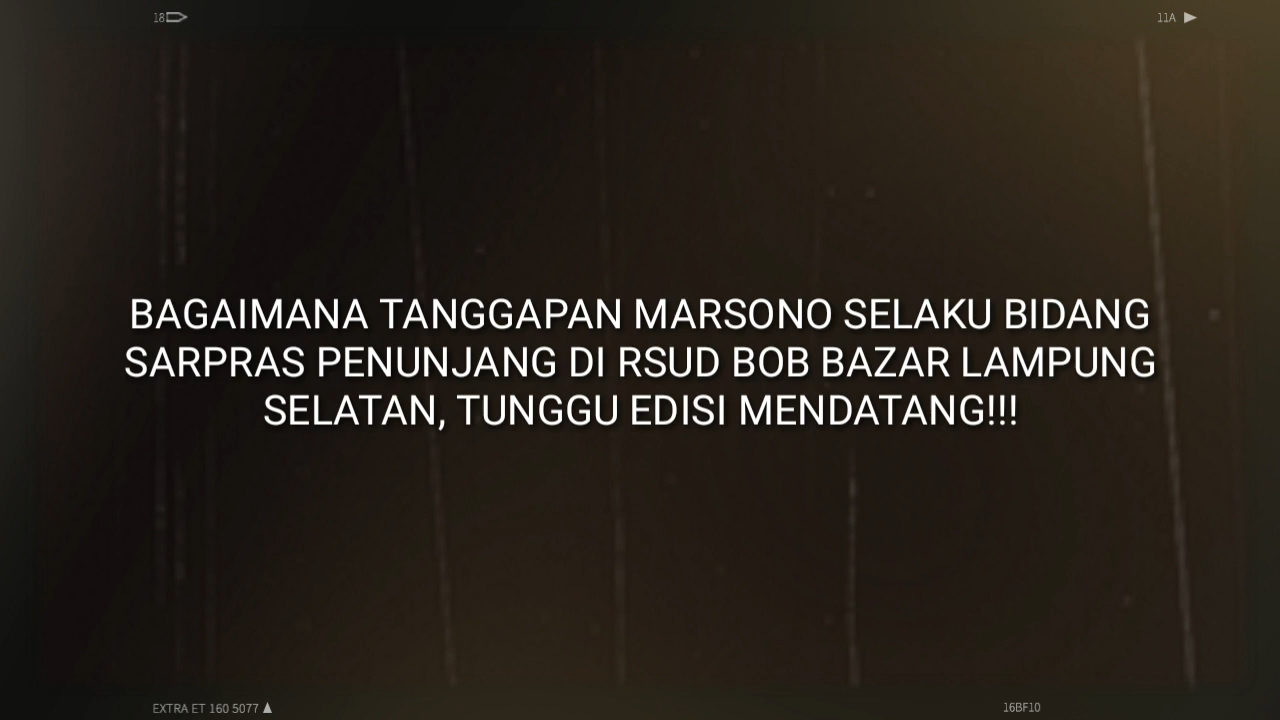 18
11A
BAGAIMANA TANGGAPAN MARSONO SELAKU BIDANG
SARPRAS PENUNJANG DI RSUD BOB BAZAR LAMPUNG
SELATAN, TUNGGU EDISI MENDATANG!!!
EXTRA ET 160 5077
16BF10